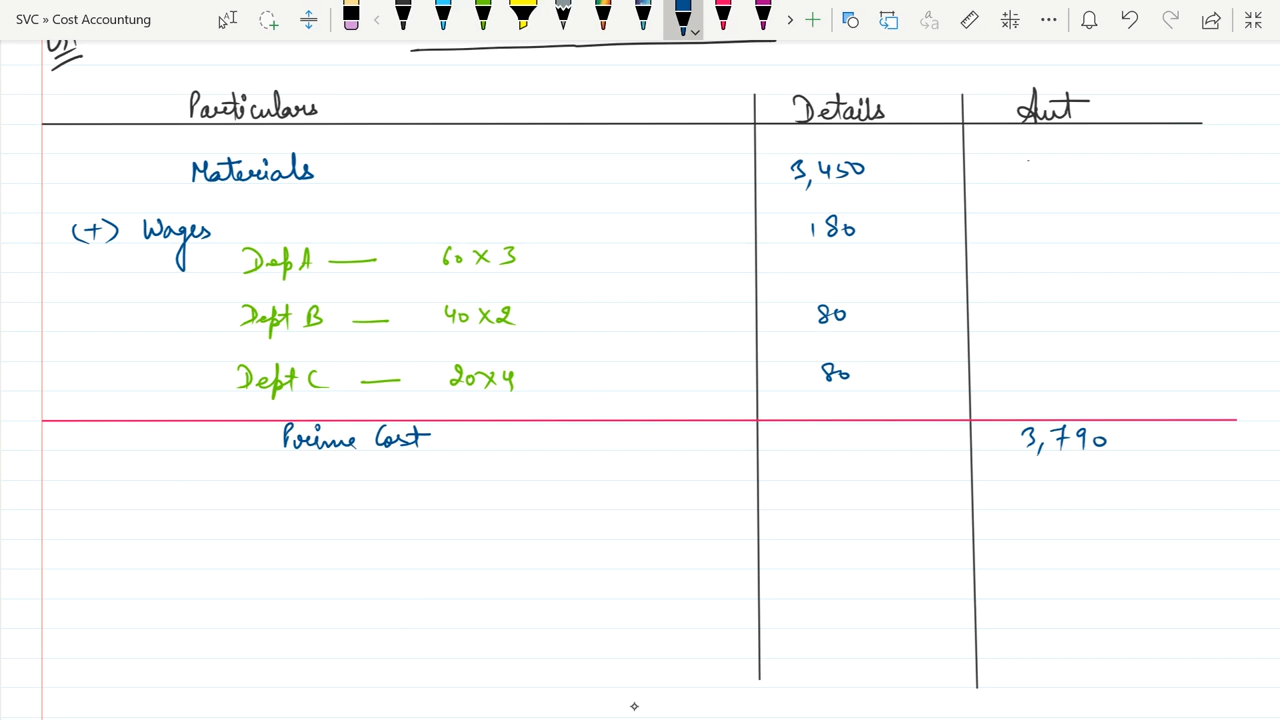 SVC » Cost Accountung
Particulars Details Amt
Materials 3,450
(+) Wages 180
Dep A — 60 × 3
Dept B — 40 × 2 80
Dept C — 20 × 4 80
Prime Cost 3,790